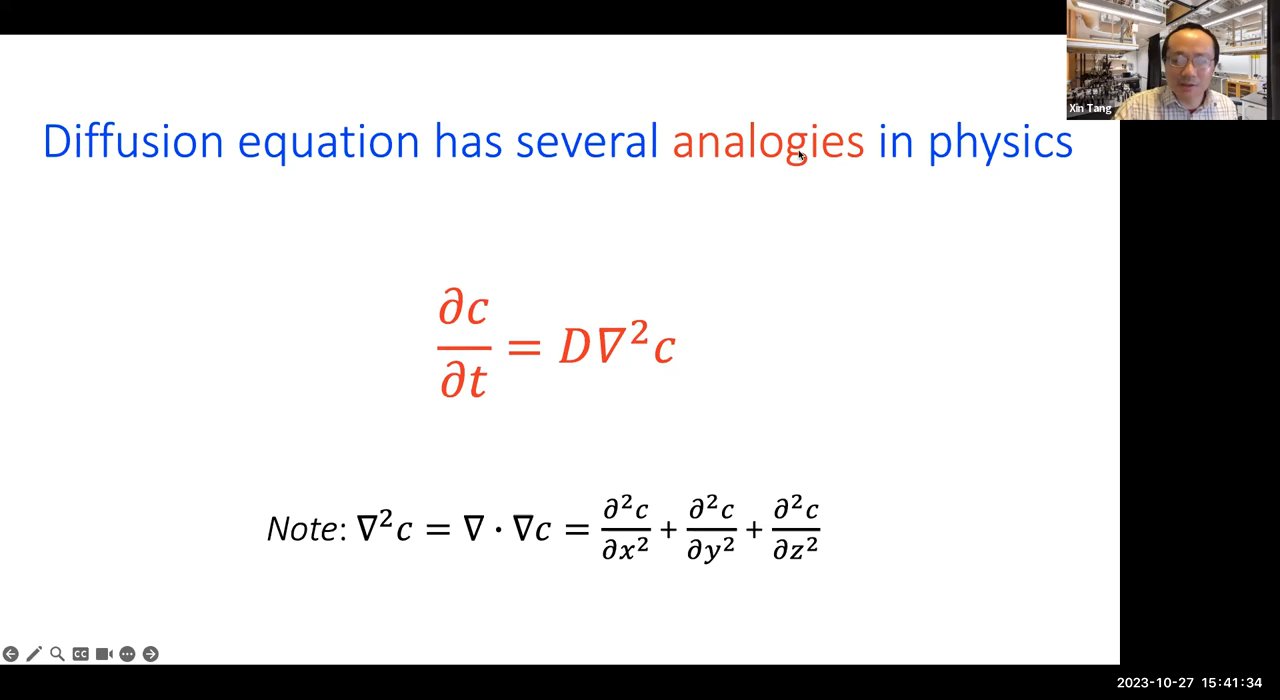 Xin Tang
Diffusion equation has several analogies in physics
∂c/∂t = D∇²c
Note: ∇²c = ∇ · ∇c = ∂²c/∂x² + ∂²c/∂y² + ∂²c/∂z²
CC
2023-10-27 15:41:34